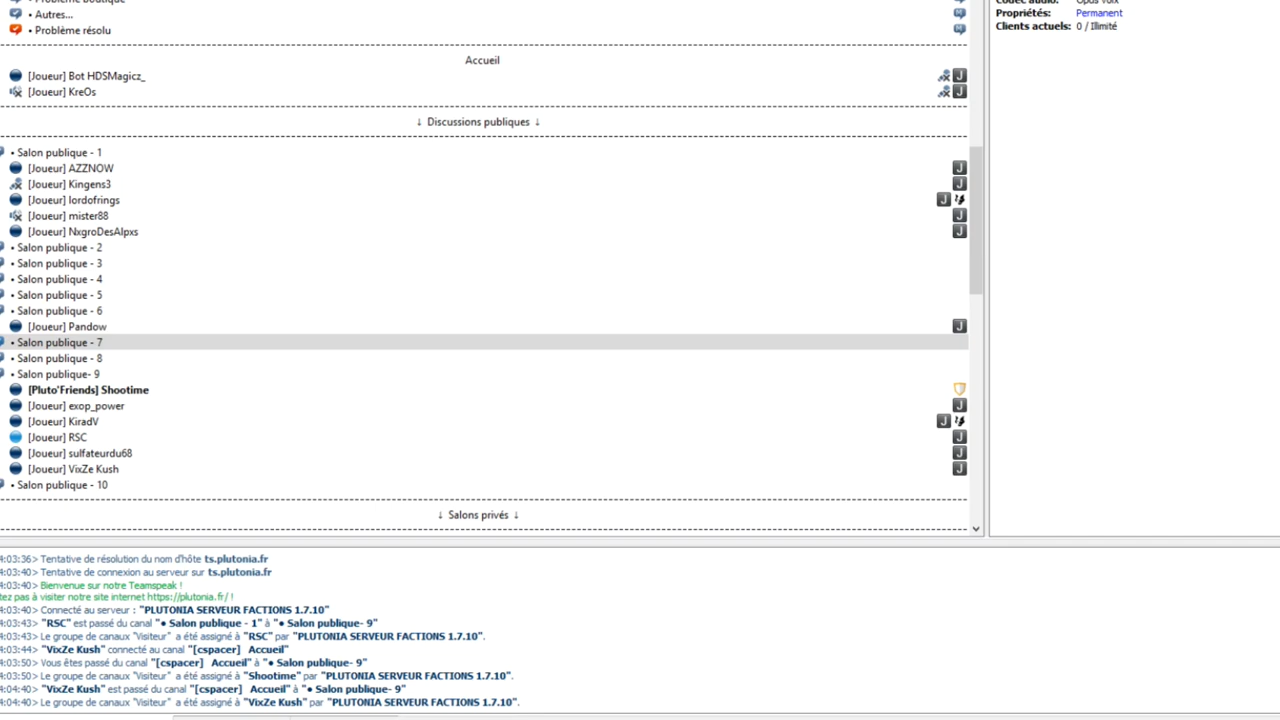 • Problème boutique
• Autres...
• Problème résolu
Accueil
[Joueur] Bot HDSMagicz_
[Joueur] KreOs
↓ Discussions publiques ↓
• Salon publique - 1
[Joueur] AZZNOW
[Joueur] Kingens3
[Joueur] lordofrings
[Joueur] mister88
[Joueur] NxgroDesAlpxs
• Salon publique - 2
• Salon publique - 3
• Salon publique - 4
• Salon publique - 5
• Salon publique - 6
[Joueur] Pandow
• Salon publique - 7
• Salon publique - 8
• Salon publique- 9
[Pluto'Friends] Shootime
[Joueur] exop_power
[Joueur] KiradV
[Joueur] RSC
[Joueur] sulfateurdu68
[Joueur] VixZe Kush
• Salon publique - 10
↓ Salons privés ↓
Codec audio: Opus voix
Propriétés: Permanent
Clients actuels: 0 / Illimité
4:03:36> Tentative de résolution du nom d'hôte ts.plutonia.fr
4:03:40> Tentative de connexion au serveur sur ts.plutonia.fr
4:03:40> Bienvenue sur notre Teamspeak !
tez pas à visiter notre site internet https://plutonia.fr/ !
4:03:40> Connecté au serveur : "PLUTONIA SERVEUR FACTIONS 1.7.10"
4:03:43> "RSC" est passé du canal "● Salon publique - 1" à "● Salon publique- 9"
4:03:43> Le groupe de canaux "Visiteur" a été assigné à "RSC" par "PLUTONIA SERVEUR FACTIONS 1.7.10".
4:03:44> "VixZe Kush" connecté au canal "[cspacer] Accueil"
4:03:50> Vous êtes passé du canal "[cspacer] Accueil" à "● Salon publique- 9"
4:03:50> Le groupe de canaux "Visiteur" a été assigné à "Shootime" par "PLUTONIA SERVEUR FACTIONS 1.7.10".
4:04:40> "VixZe Kush" est passé du canal "[cspacer] Accueil" à "● Salon publique- 9"
4:04:40> Le groupe de canaux "Visiteur" a été assigné à "VixZe Kush" par "PLUTONIA SERVEUR FACTIONS 1.7.10".